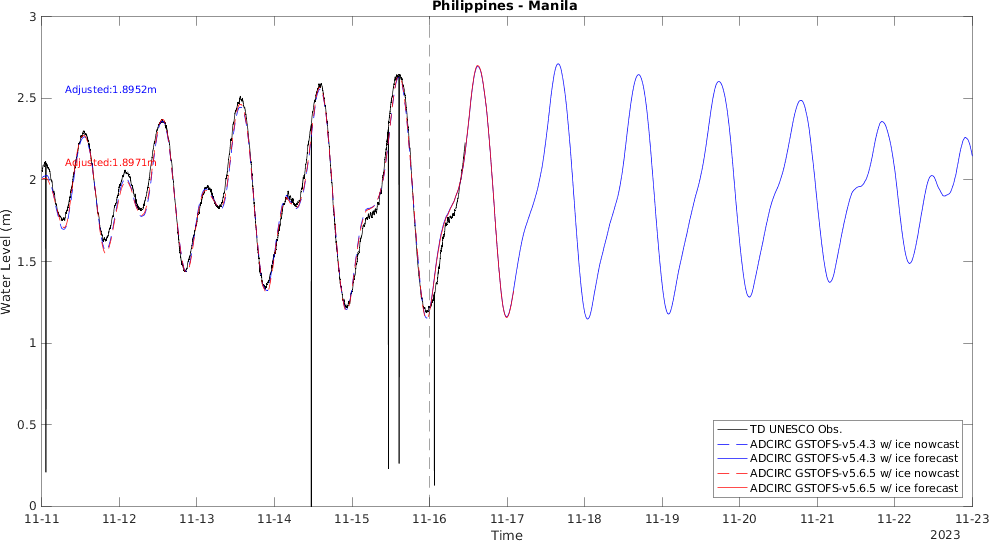 Philippines - Manila
3
2.5
2
1.5
1
0.5
0
Water Level (m)
Adjusted:1.8952m
Adjusted:1.8971m
TD UNESCO Obs.
ADCIRC GSTOFS-v5.4.3 w/ ice nowcast
ADCIRC GSTOFS-v5.4.3 w/ ice forecast
ADCIRC GSTOFS-v5.6.5 w/ ice nowcast
ADCIRC GSTOFS-v5.6.5 w/ ice forecast
11-11 11-12 11-13 11-14 11-15 11-16 11-17 11-18 11-19 11-20 11-21 11-22 11-23
Time
2023